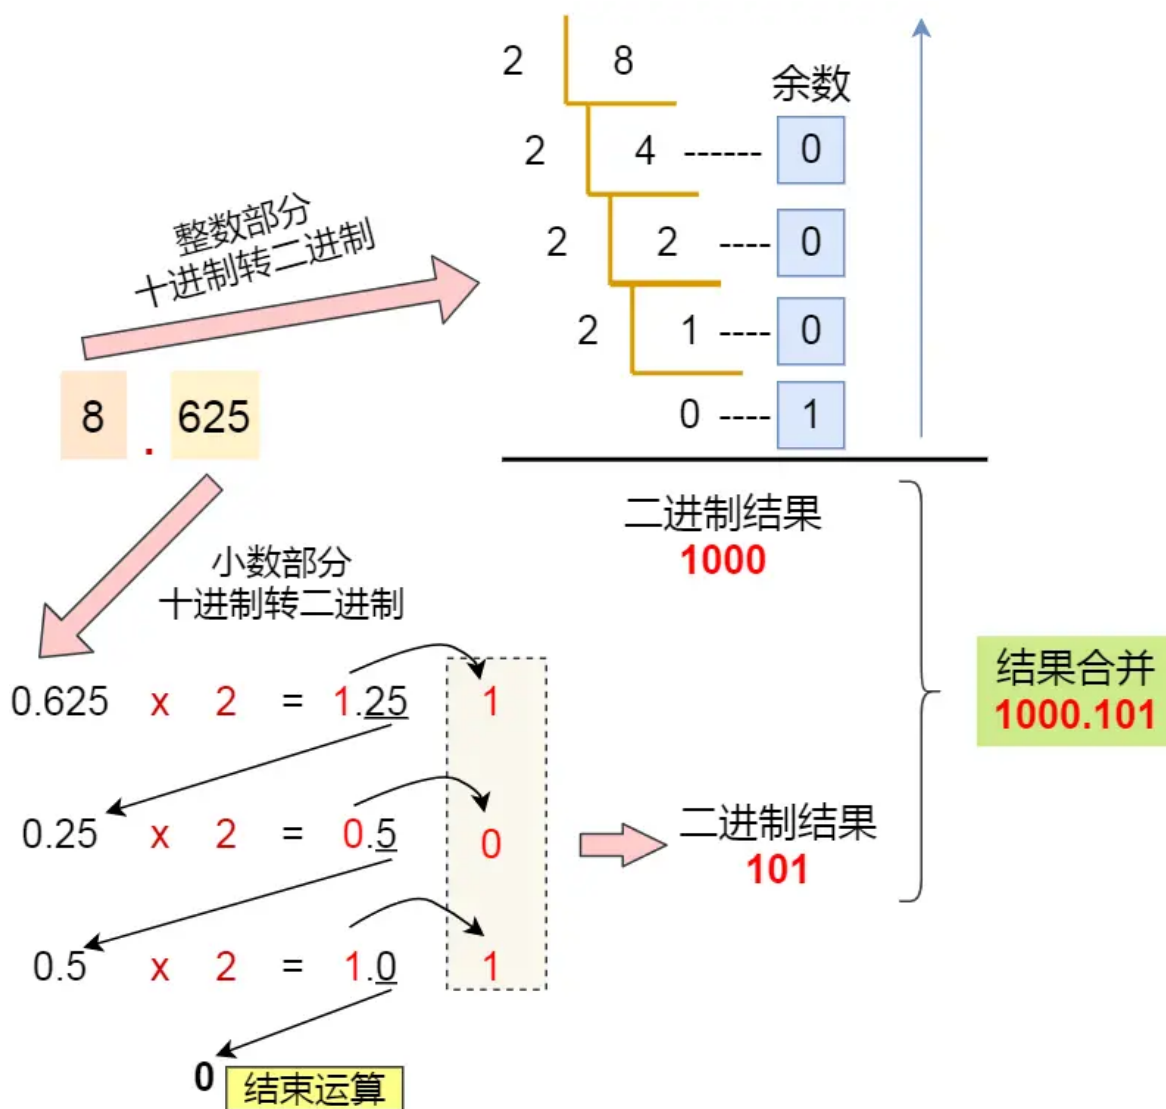 2 8
余数
2 4 ------ 0
2 2 ---- 0
2 1 ---- 0
0 ---- 1
整数部分
十进制转二进制
8 . 625
二进制结果
1000
小数部分
十进制转二进制
0.625 x 2 = 1.25 1
0.25 x 2 = 0.5 0
0.5 x 2 = 1.0 1
0 结束运算
二进制结果
101
结果合并
1000.101